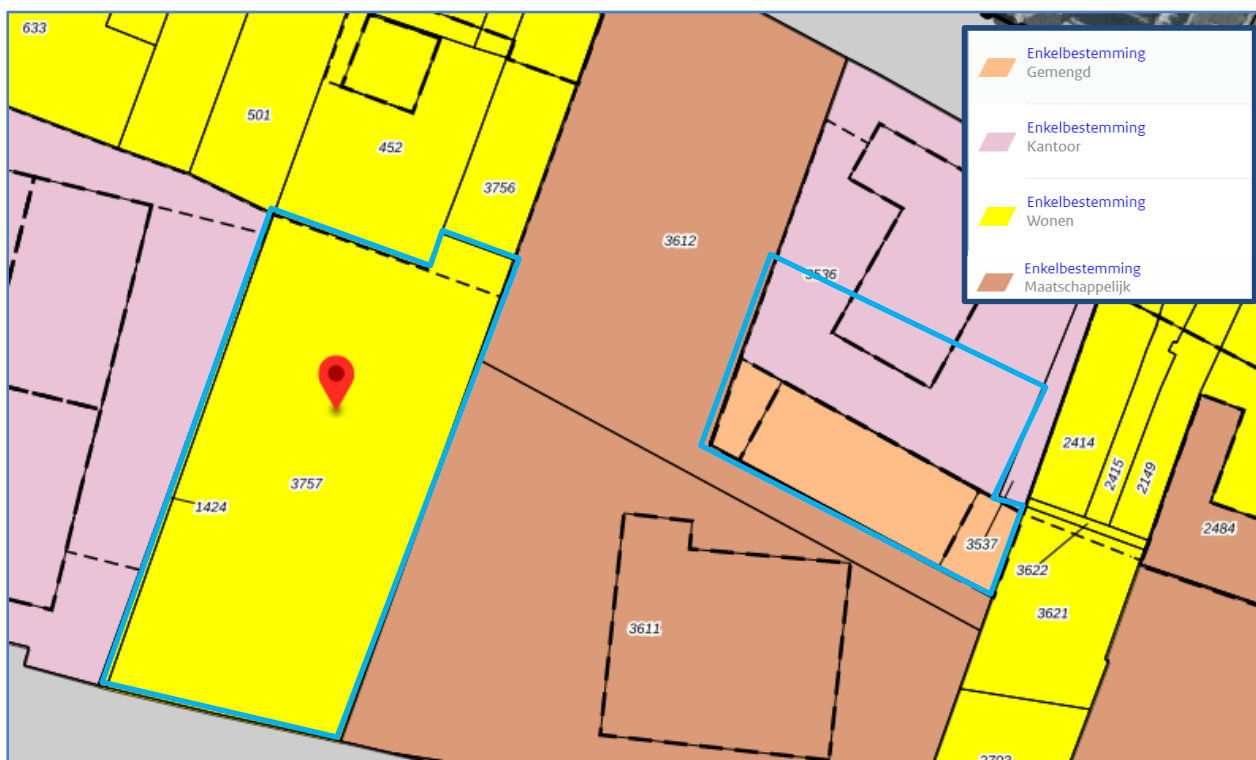 633
501
452
3756
3612
3536
Enkelbestemming
Gemengd
Enkelbestemming
Kantoor
Enkelbestemming
Wonen
Enkelbestemming
Maatschappelijk
2414
2415
2149
2484
3757
1424
3537
3622
3621
3611